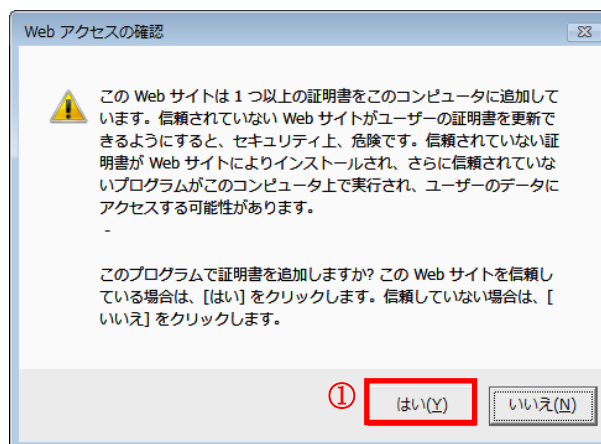 Web アクセスの確認
この Web サイトは 1 つ以上の証明書をこのコンピュータに追加して
います。信頼されていない Web サイトがユーザーの証明書を更新で
きるようにすると、セキュリティ上、危険です。信頼されていない証
明書が Web サイトによりインストールされ、さらに信頼されていな
いプログラムがこのコンピュータ上で実行され、ユーザーのデータに
アクセスする可能性があります。
-
このプログラムで証明書を追加しますか? この Web サイトを信頼し
ている場合は、[はい] をクリックします。信頼していない場合は、[
いいえ] をクリックします。
① はい(Y) いいえ(N)